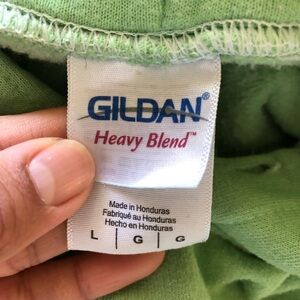 GILDAN®
Heavy Blend™
Made in Honduras
Fabriqué au Honduras
Hecho en Honduras
L | G | G